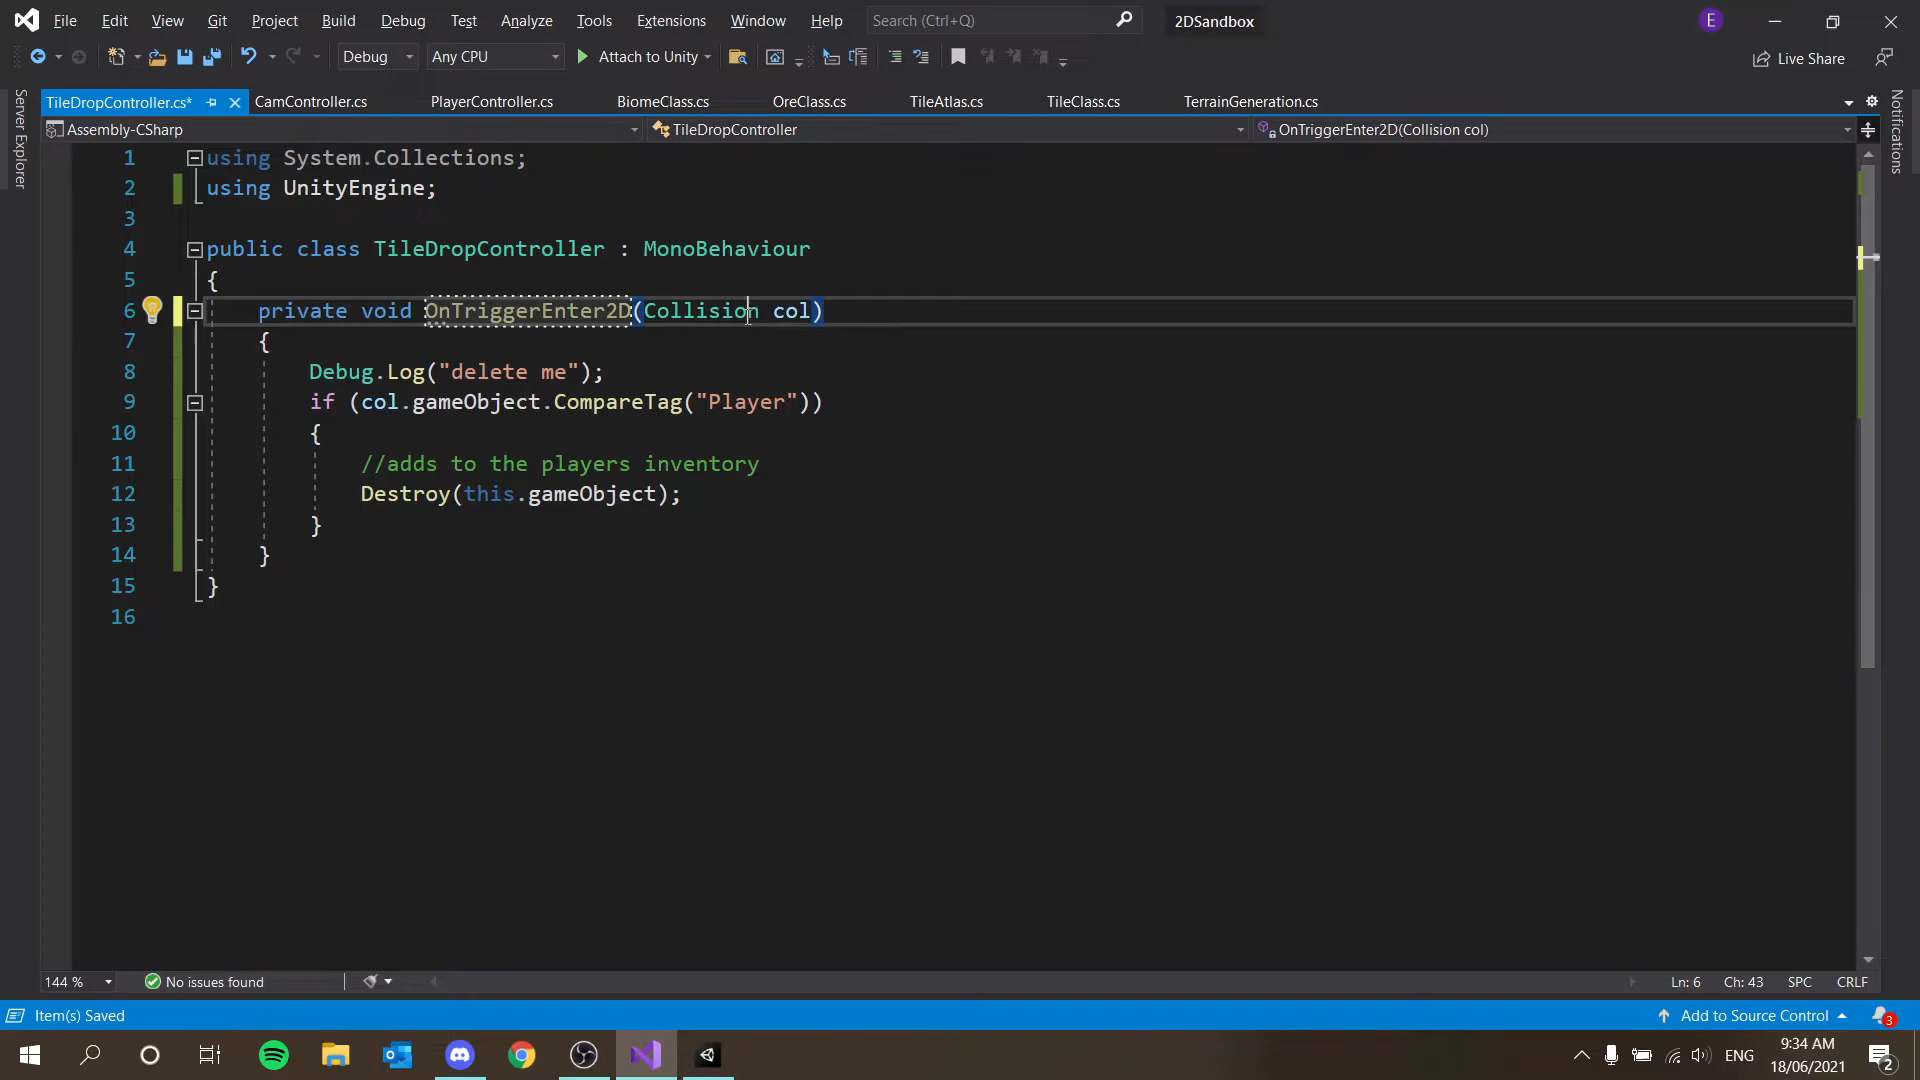 File Edit View Git Project Build Debug Test Analyze Tools Extensions Window Help Search (Ctrl+Q) 2DSandbox E
Debug Any CPU Attach to Unity Live Share
Server Explorer
TileDropController.cs* CamController.cs PlayerController.cs BiomeClass.cs OreClass.cs TileAtlas.cs TileClass.cs TerrainGeneration.cs
Notifications
Assembly-CSharp TileDropController OnTriggerEnter2D(Collision col)
1 using System.Collections;
2 using UnityEngine;
3
4 public class TileDropController : MonoBehaviour
5 {
6 private void OnTriggerEnter2D(Collision col)
7 {
8 Debug.Log("delete me");
9 if (col.gameObject.CompareTag("Player"))
10 {
11 //adds to the players inventory
12 Destroy(this.gameObject);
13 }
14 }
15 }
16
144 % No issues found Ln: 6 Ch: 43 SPC CRLF
Item(s) Saved Add to Source Control 3
ENG 9:34 AM
18/06/2021 2